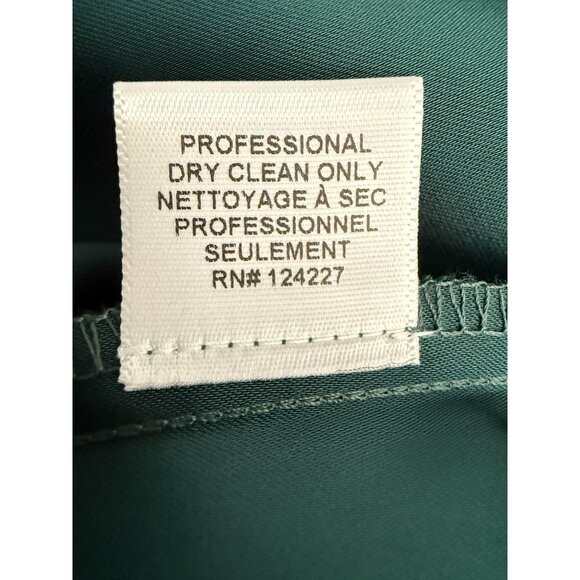 PROFESSIONAL
DRY CLEAN ONLY
NETTOYAGE À SEC
PROFESSIONNEL
SEULEMENT
RN# 124227